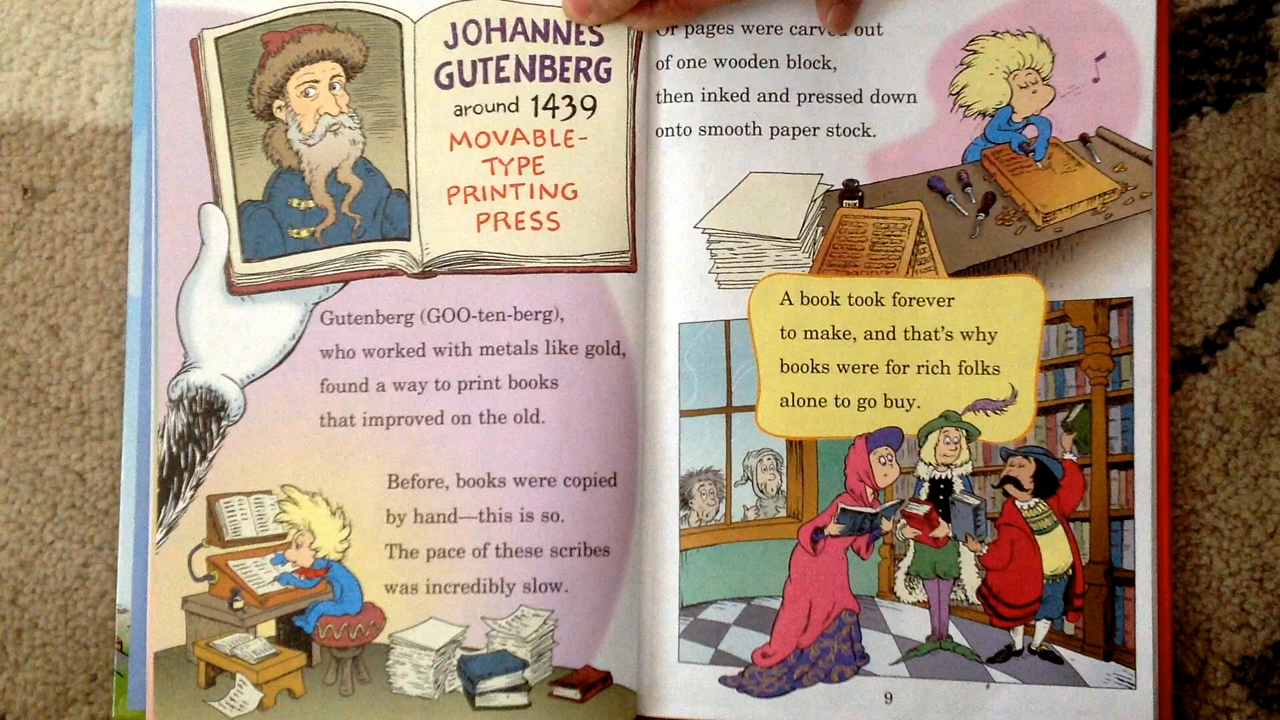 JOHANNES
GUTENBERG
around 1439
MOVABLE-
TYPE
PRINTING
PRESS
Gutenberg (GOO-ten-berg),
who worked with metals like gold,
found a way to print books
that improved on the old.
Before, books were copied
by hand—this is so.
The pace of these scribes
was incredibly slow.
Or pages were carved out
of one wooden block,
then inked and pressed down
onto smooth paper stock.
INK
A book took forever
to make, and that's why
books were for rich folks
alone to go buy.
9